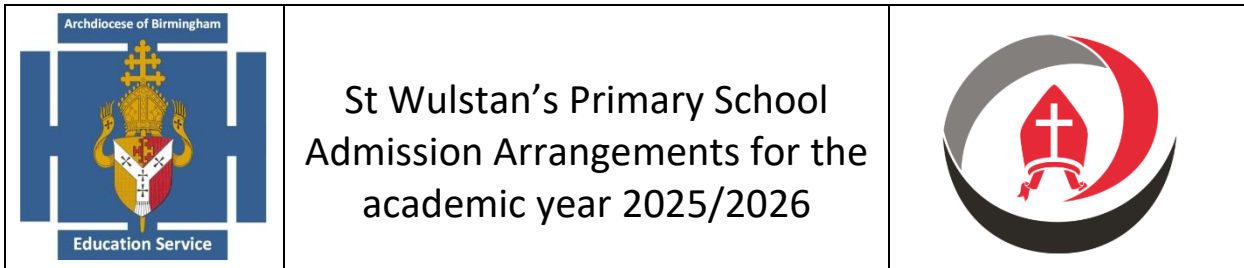 Archdiocese of Birmingham
Education Service
St Wulstan’s Primary School
Admission Arrangements for the
academic year 2025/2026